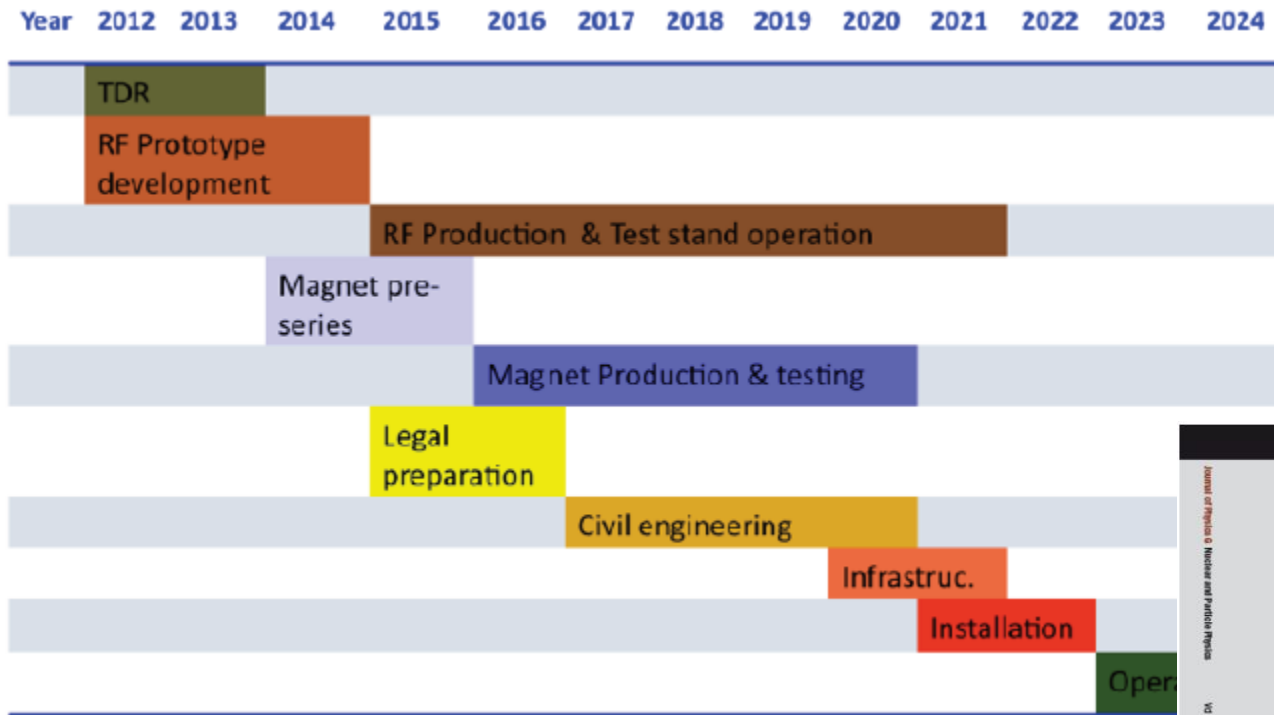 Year 2012 2013 2014 2015 2016 2017 2018 2019 2020 2021 2022 2023 2024
TDR
RF Prototype
development
RF Production & Test stand operation
Magnet pre-
series
Magnet Production & testing
Legal
preparation
Civil engineering
Infrastruc.
Installation
Opera
Journal of Physics G Nuclear and Particle Physics